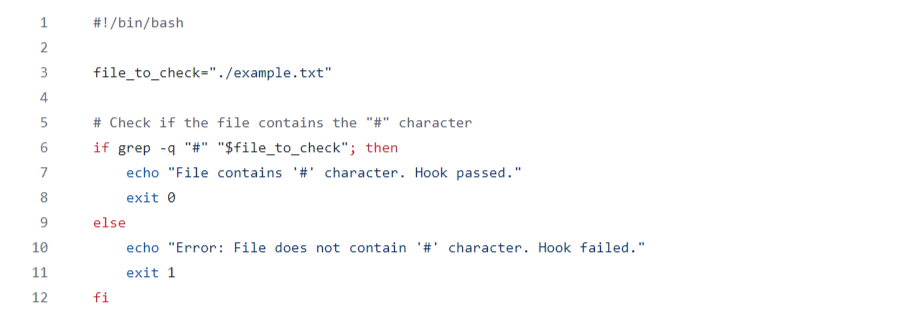 1 #!/bin/bash
2
3 file_to_check="./example.txt"
4
5 # Check if the file contains the "#" character
6 if grep -q "#" "$file_to_check"; then
7     echo "File contains '#' character. Hook passed."
8     exit 0
9 else
10     echo "Error: File does not contain '#' character. Hook failed."
11     exit 1
12 fi